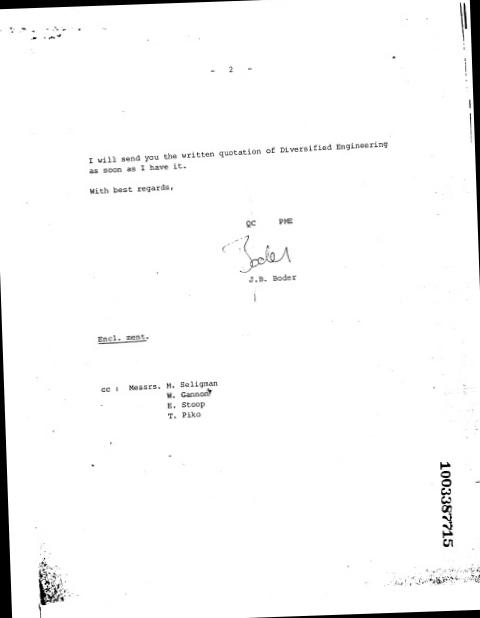 - 2 -
I will send you the written quotation of Diversified Engineering
as soon as I have it.
With best regards,
QC PME
Boder
J.B. Boder
Encl. ment.
cc : Messrs. M. Seligman
W. Gannon
E. Stoop
T. Piko
1003387715